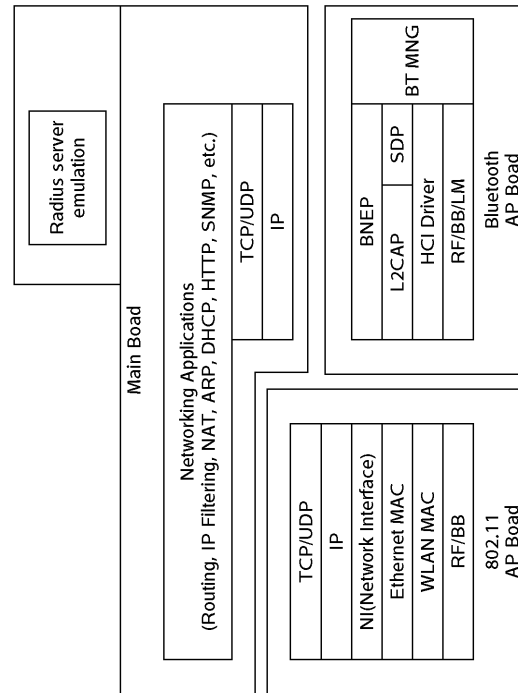 Radius server
emulation
Main Boad
Networking Applications
(Routing, IP Filtering, NAT, ARP, DHCP, HTTP, SNMP, etc.)
TCP/UDP
IP
TCP/UDP
IP
NI(Network Interface)
Ethernet MAC
WLAN MAC
RF/BB
802.11
AP Boad
BT MNG
BNEP
L2CAP
SDP
HCI Driver
RF/BB/LM
Bluetooth
AP Boad